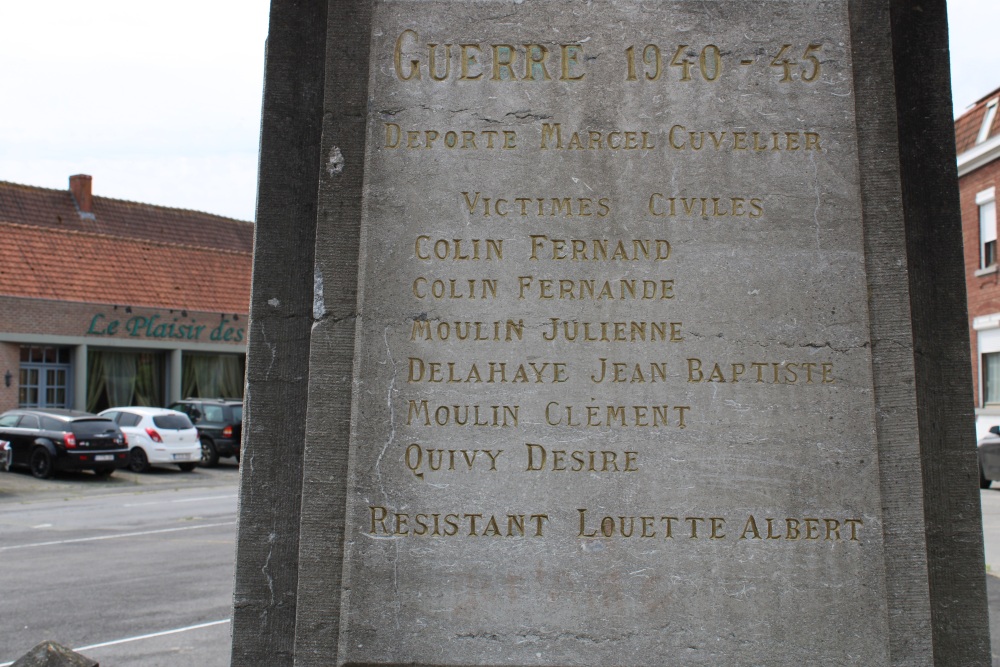 GUERRE 1940 - 45
DEPORTE MARCEL CUVELIER
VICTIMES CIVILES
COLIN FERNAND
COLIN FERNANDE
MOULIN JULIENNE
DELAHAYE JEAN BAPTISTE
MOULIN CLÉMENT
QUIVY DESIRE
RESISTANT LOUETTE ALBERT
Le Plaisir des